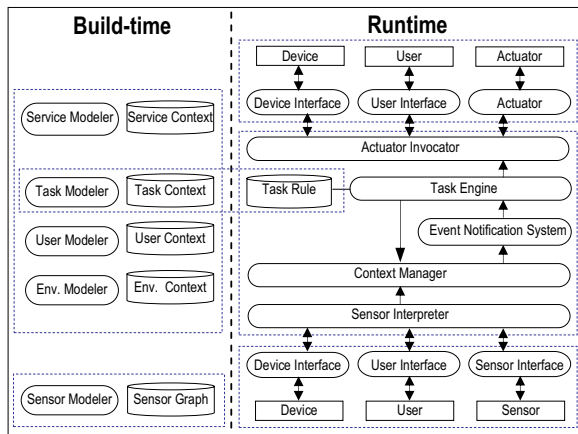 Build-time
Runtime
Device
User
Actuator
Device Interface
User Interface
Actuator
Service Modeler
Service Context
Actuator Invocator
Task Modeler
Task Context
Task Rule
Task Engine
User Modeler
User Context
Event Notification System
Env. Modeler
Env. Context
Context Manager
Sensor Interpreter
Device Interface
User Interface
Sensor Interface
Sensor Modeler
Sensor Graph
Device
User
Sensor